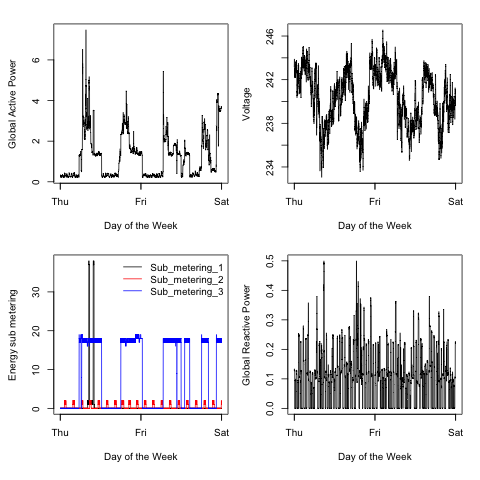 Global Active Power
6
4
2
0
Thu
Fri
Sat
Day of the Week
Voltage
246
242
238
234
Thu
Fri
Sat
Day of the Week
Energy sub metering
30
20
10
0
Sub_metering_1
Sub_metering_2
Sub_metering_3
Thu
Fri
Sat
Day of the Week
Global Reactive Power
0.5
0.4
0.3
0.2
0.1
0.0
Thu
Fri
Sat
Day of the Week